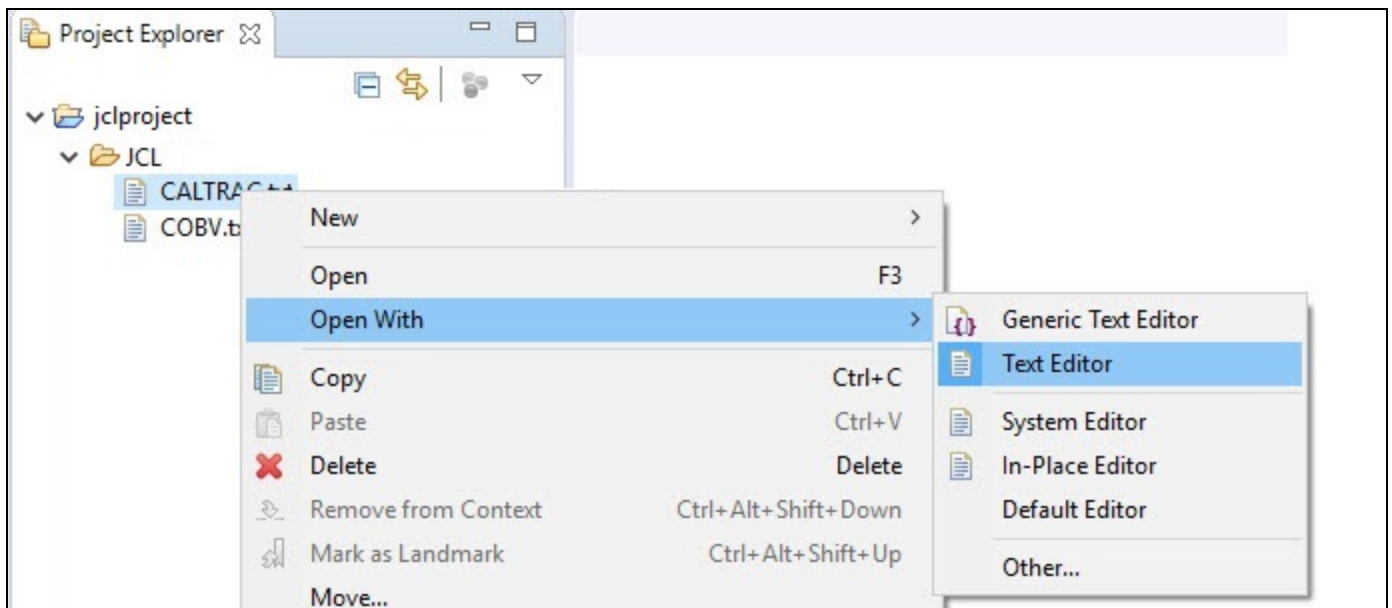 Project Explorer
jclproject
JCL
CALTRAC.txt
COBV.
New
Open F3
Open With
Generic Text Editor
Text Editor
Copy Ctrl+C
Paste Ctrl+V
System Editor
Delete Delete
In-Place Editor
Remove from Context Ctrl+Alt+Shift+Down
Default Editor
Mark as Landmark Ctrl+Alt+Shift+Up
Other...
Move...